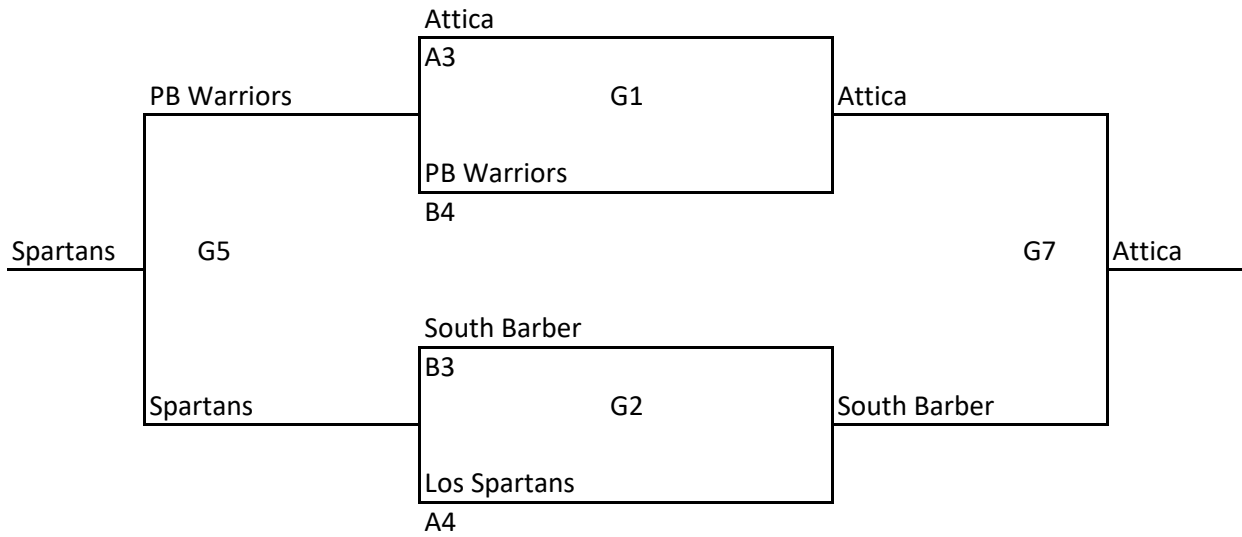 Attica
A3
PB Warriors G1 Attica
PB Warriors
B4
Spartans G5 G7 Attica
South Barber
B3
Spartans G2 South Barber
Los Spartans
A4